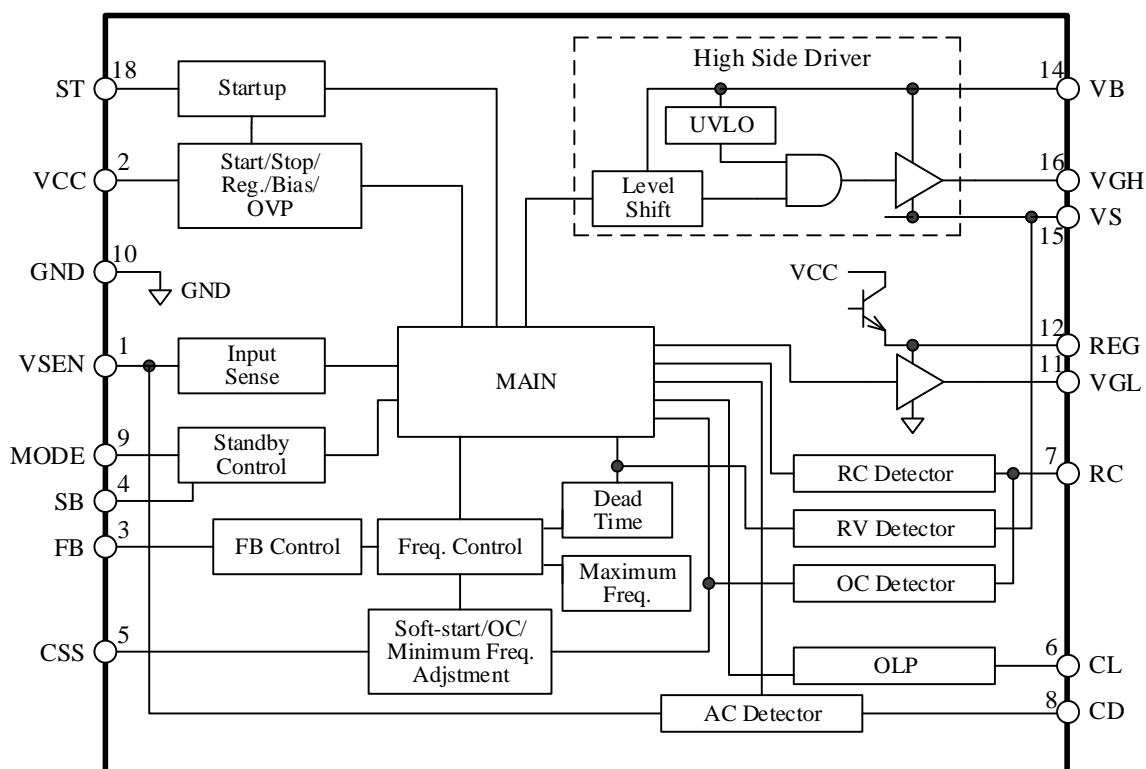 High Side Driver
18
ST
Startup
14
VB
UVLO
2
VCC
Start/Stop/
Reg./Bias/
OVP
Level
Shift
16
VGH
VS
15
10
GND
GND
VCC
12
REG
11
VGL
1
VSEN
Input
Sense
MAIN
9
MODE
Standby
Control
4
SB
7
RC
RC Detector
Dead
Time
3
FB
FB Control
Freq. Control
RV Detector
Maximum
Freq.
OC Detector
5
CSS
Soft-start/OC/
Minimum Freq.
Adjstment
6
CL
OLP
8
CD
AC Detector